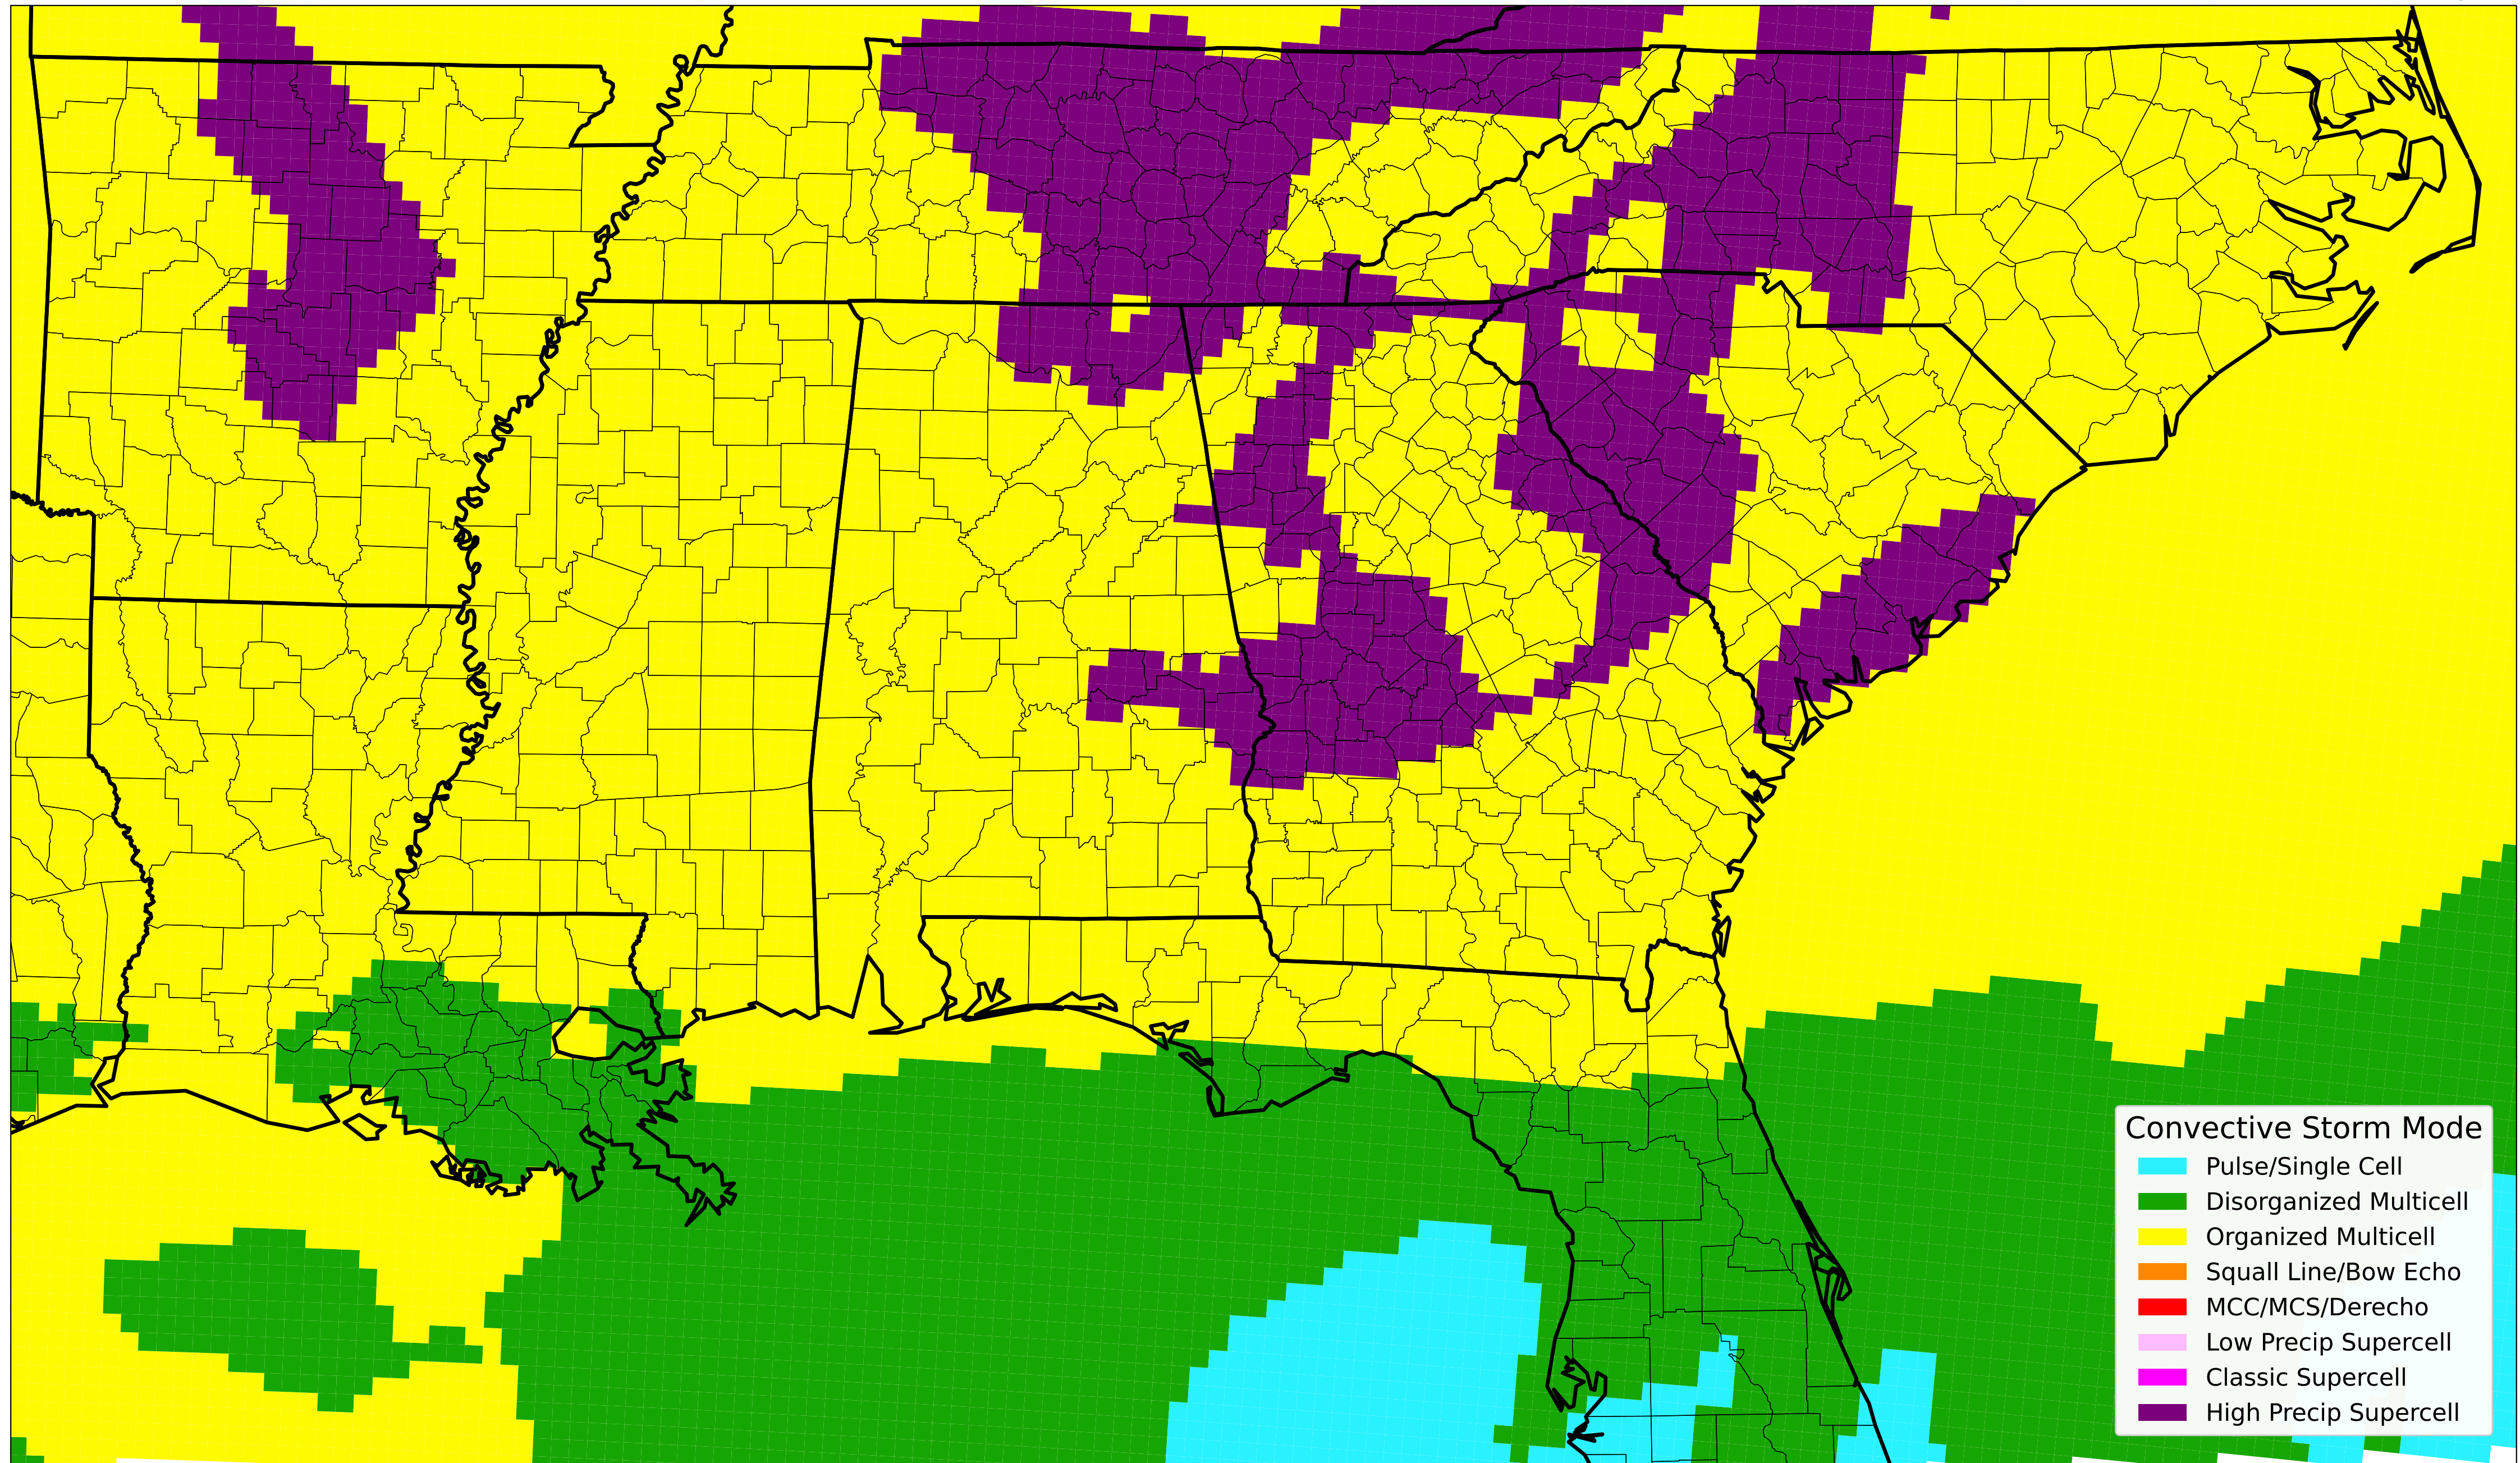 Convective Storm Mode
Pulse/Single Cell
Disorganized Multicell
Organized Multicell
Squall Line/Bow Echo
MCC/MCS/Derecho
Low Precip Supercell
Classic Supercell
High Precip Supercell